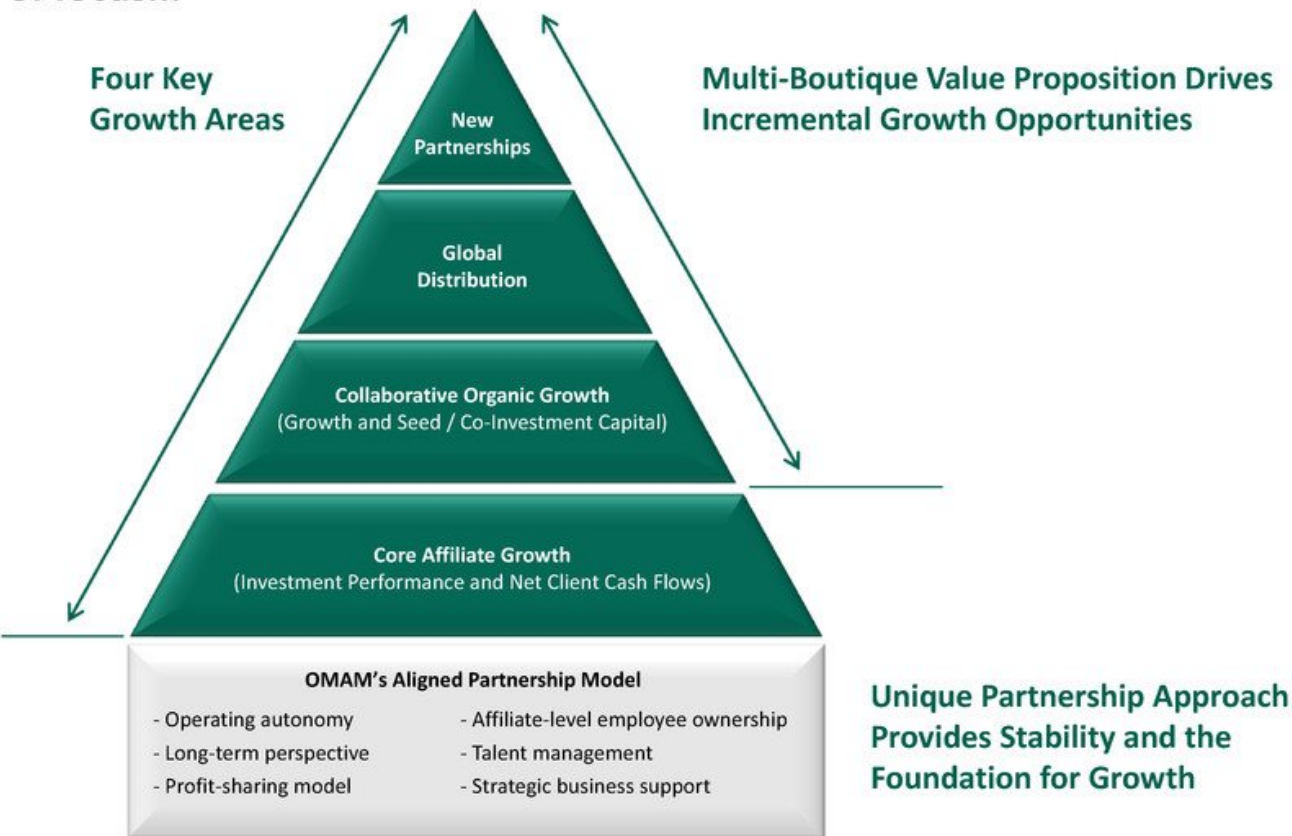 Four Key
Growth Areas
Multi-Boutique Value Proposition Drives
Incremental Growth Opportunities
New
Partnerships
Global
Distribution
Collaborative Organic Growth
(Growth and Seed / Co-Investment Capital)
Core Affiliate Growth
(Investment Performance and Net Client Cash Flows)
OMAM's Aligned Partnership Model
- Operating autonomy
- Long-term perspective
- Profit-sharing model
- Affiliate-level employee ownership
- Talent management
- Strategic business support
Unique Partnership Approach
Provides Stability and the
Foundation for Growth